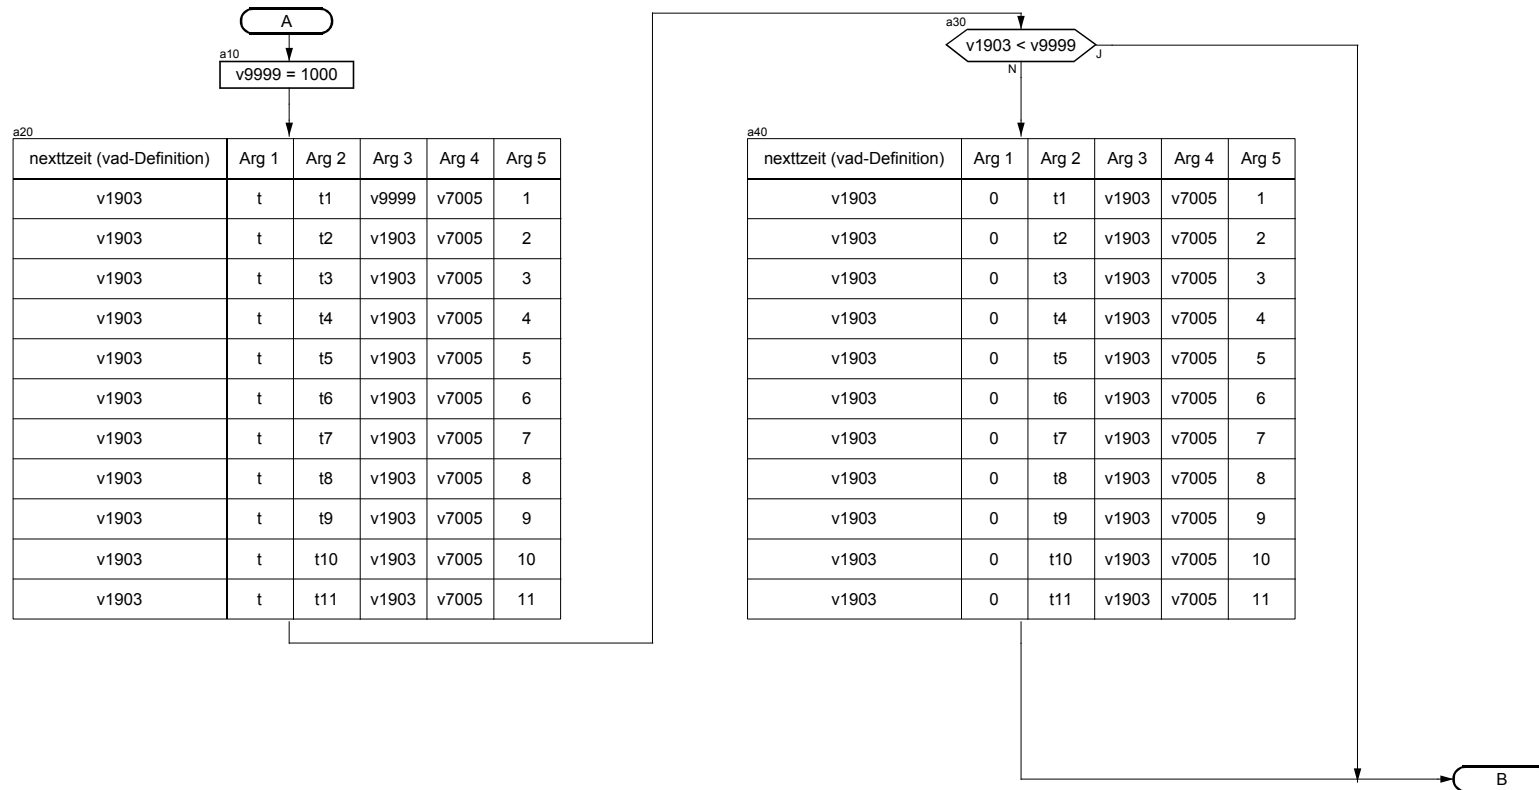 A
a10
v9999 = 1000
a20
nexttzeit (vad-Definition) Arg 1 Arg 2 Arg 3 Arg 4 Arg 5
v1903 t t1 v9999 v7005 1
v1903 t t2 v1903 v7005 2
v1903 t t3 v1903 v7005 3
v1903 t t4 v1903 v7005 4
v1903 t t5 v1903 v7005 5
v1903 t t6 v1903 v7005 6
v1903 t t7 v1903 v7005 7
v1903 t t8 v1903 v7005 8
v1903 t t9 v1903 v7005 9
v1903 t t10 v1903 v7005 10
v1903 t t11 v1903 v7005 11
a30
v1903 < v9999
J
N
a40
nexttzeit (vad-Definition) Arg 1 Arg 2 Arg 3 Arg 4 Arg 5
v1903 0 t1 v1903 v7005 1
v1903 0 t2 v1903 v7005 2
v1903 0 t3 v1903 v7005 3
v1903 0 t4 v1903 v7005 4
v1903 0 t5 v1903 v7005 5
v1903 0 t6 v1903 v7005 6
v1903 0 t7 v1903 v7005 7
v1903 0 t8 v1903 v7005 8
v1903 0 t9 v1903 v7005 9
v1903 0 t10 v1903 v7005 10
v1903 0 t11 v1903 v7005 11
B